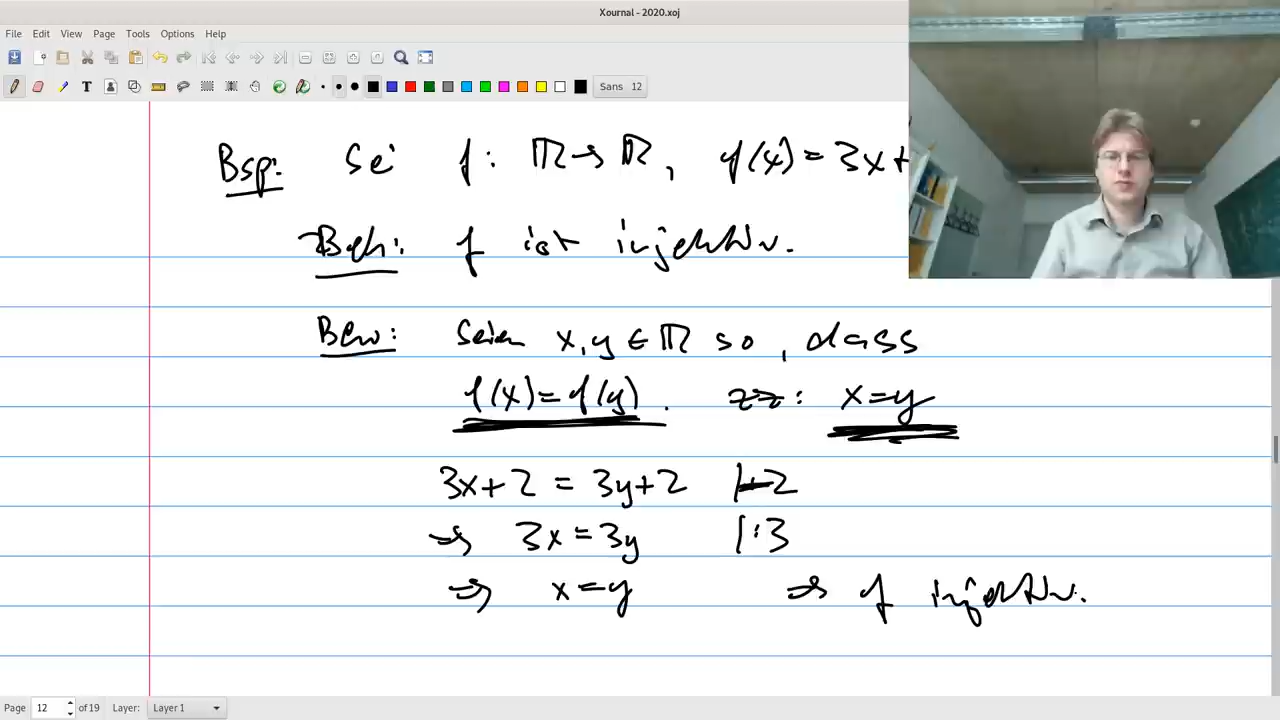 Xournal - 2020.xoj
File Edit View Page Tools Options Help
Sans 12
Bsp: Sei f: ℝ→ℝ, f(x)=3x+
Beh: f ist injektiv.
Bew: Seien x,y ∈ ℝ so, dass
f(x)=f(y). zz: x=y
3x+2 = 3y+2 |-2
⇒ 3x=3y |:3
⇒ x=y ⇒ f injektiv.
Page 12 of 19 Layer: Layer 1